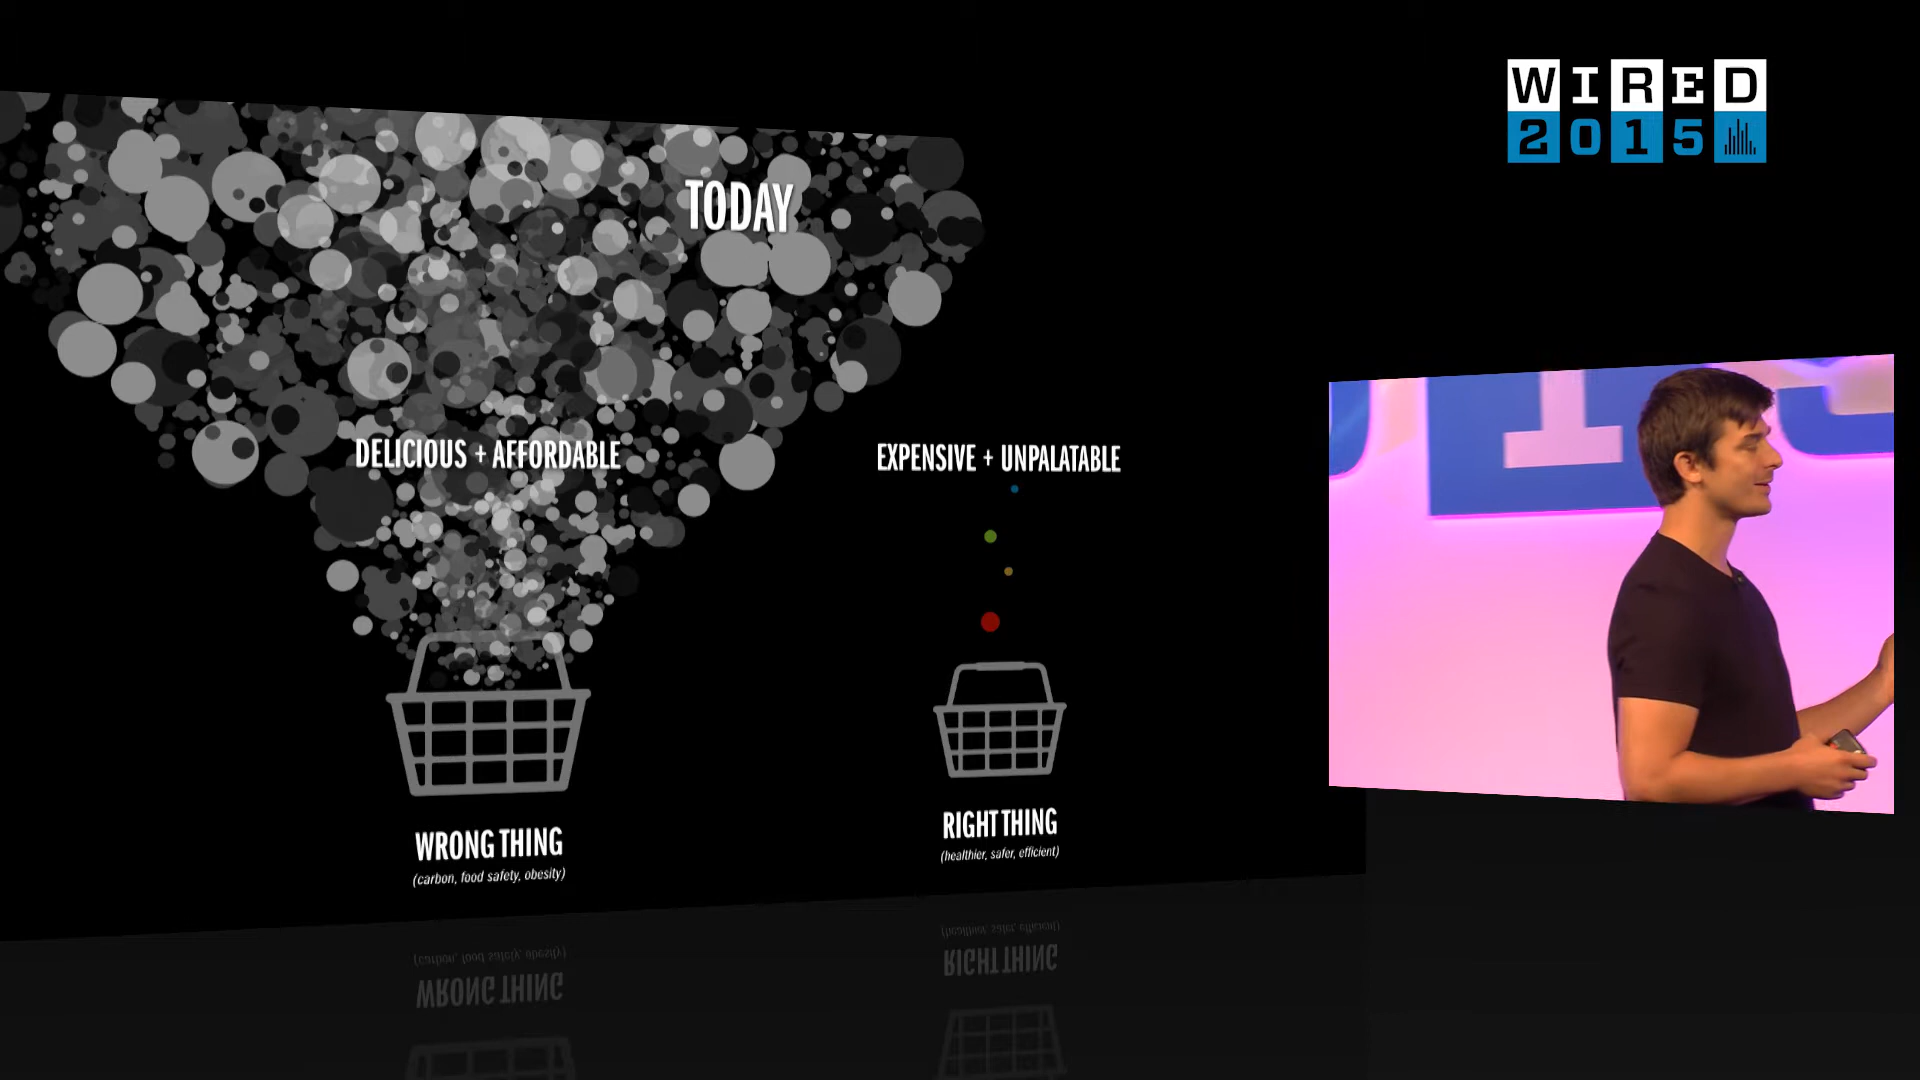 WIRED
2015
TODAY
DELICIOUS + AFFORDABLE
EXPENSIVE + UNPALATABLE
WRONG THING
(carbon, food safety, obesity)
RIGHT THING
(healthier, safer, efficient)